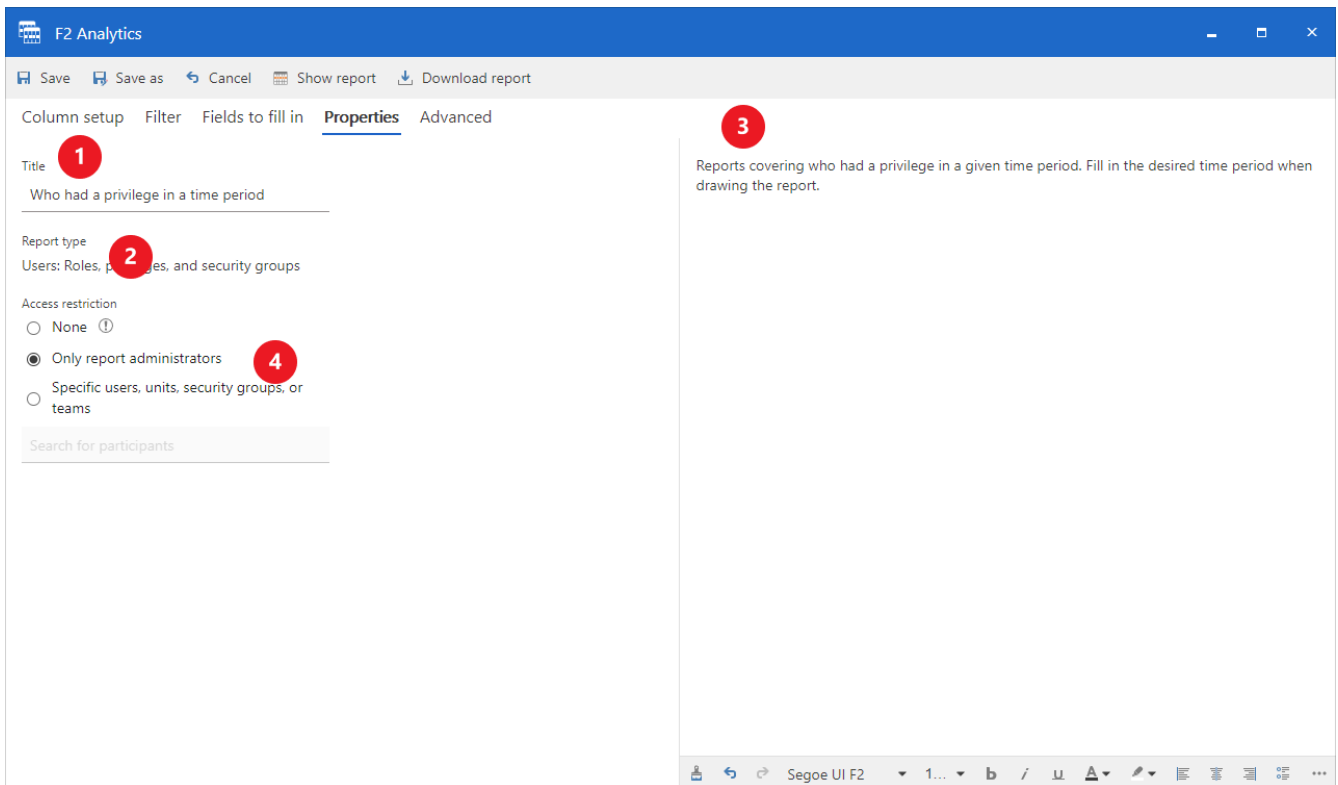 F2 Analytics
Save Save as Cancel Show report Download report
Column setup Filter Fields to fill in Properties Advanced
1
3
Title
Who had a privilege in a time period
Reports covering who had a privilege in a given time period. Fill in the desired time period when
drawing the report.
Report type
2
Users: Roles, p ges, and security groups
Access restriction
None
Only report administrators
4
Specific users, units, security groups, or
teams
Search for participants
Segoe UI F2 1... b i u A